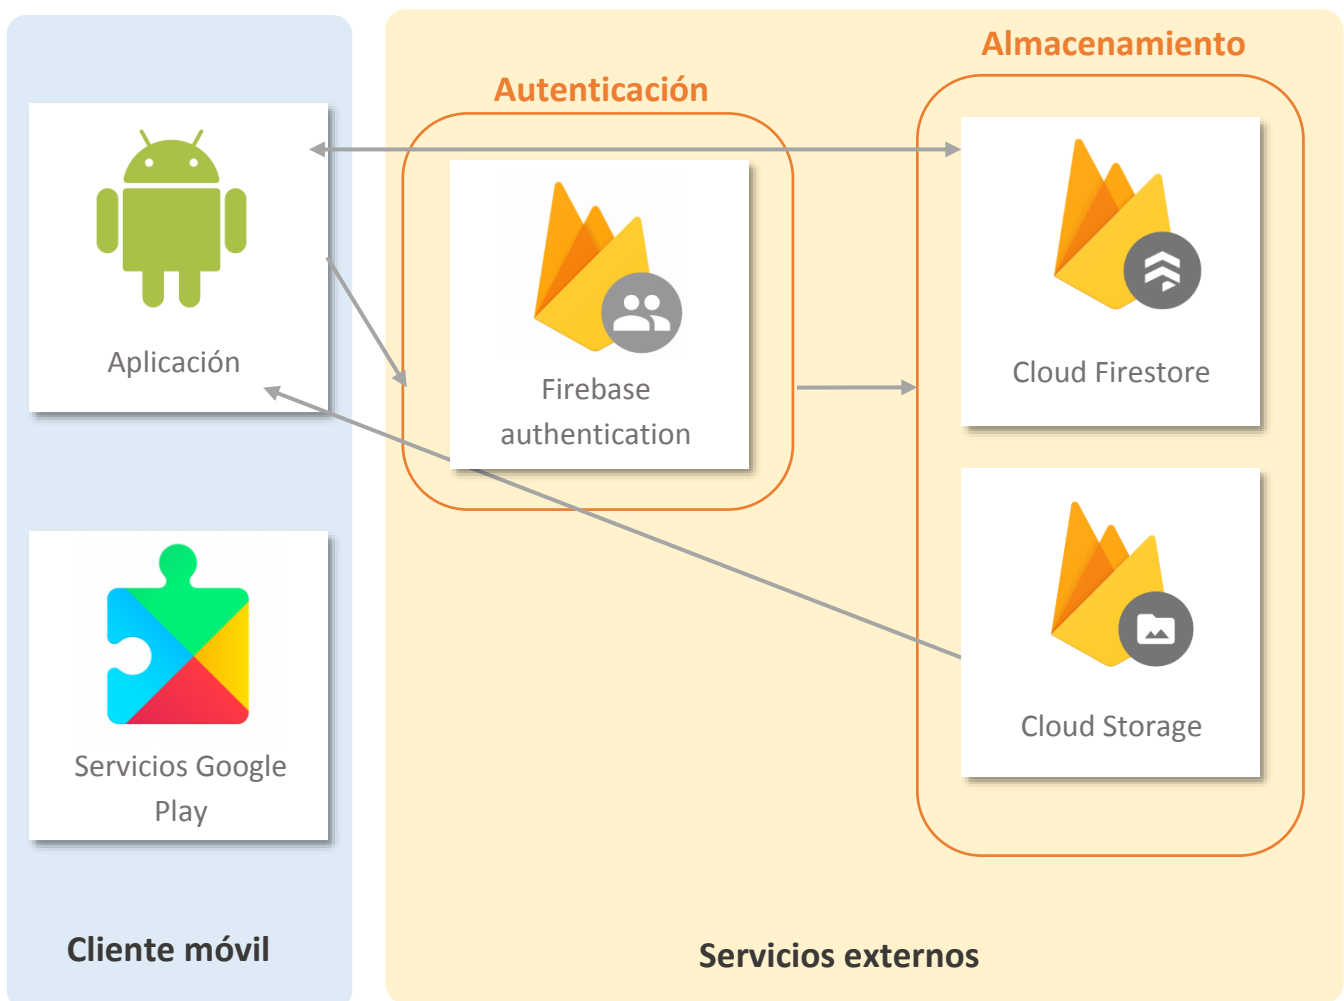 Almacenamiento
Autenticación
Aplicación
Firebase
authentication
Cloud Firestore
Servicios Google
Play
Cloud Storage
Cliente móvil
Servicios externos